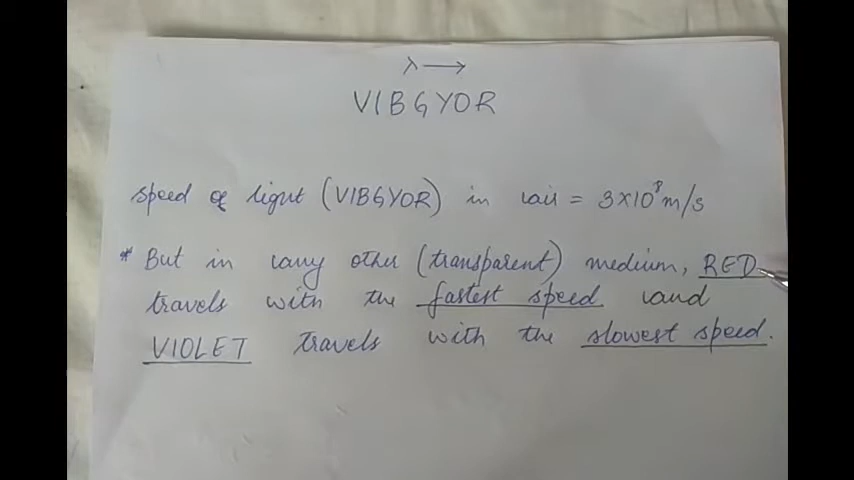 λ →
VIBGYOR
speed of light (VIBGYOR) in air = 3×10⁸ m/s
* But in any other (transparent) medium, RED
travels with the fastest speed and
VIOLET travels with the slowest speed.